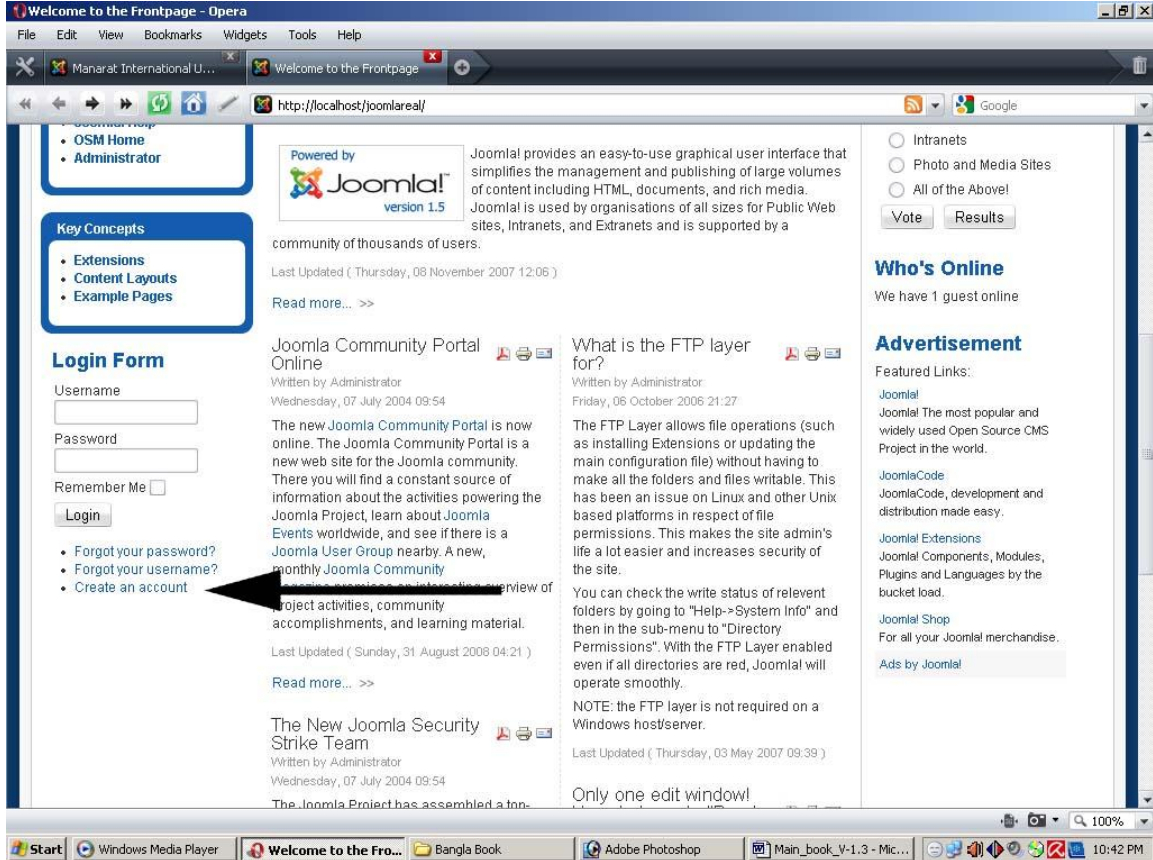 Welcome to the Frontpage - Opera
File Edit View Bookmarks Widgets Tools Help
Manarat International U...
Welcome to the Frontpage
http://localhost/joomlareal/
Google
OSM Home
Administrator
Key Concepts
Extensions
Content Layouts
Example Pages
Login Form
Username
Password
Remember Me
Login
Forgot your password?
Forgot your username?
Create an account
Powered by
Joomla!
version 1.5
Joomla! provides an easy-to-use graphical user interface that
simplifies the management and publishing of large volumes
of content including HTML, documents, and rich media.
Joomla! is used by organisations of all sizes for Public Web
sites, Intranets, and Extranets and is supported by a
community of thousands of users.
Last Updated ( Thursday, 08 November 2007 12:06 )
Read more... >>
Joomla Community Portal
Online
Written by Administrator
Wednesday, 07 July 2004 09:54
The new Joomla Community Portal is now
online. The Joomla Community Portal is a
new web site for the Joomla community.
There you will find a constant source of
information about the activities powering the
Joomla Project, learn about Joomla
Events worldwide, and see if there is a
Joomla User Group nearby. A new,
monthly Joomla Community
overview of
project activities, community
accomplishments, and learning material.
Last Updated ( Sunday, 31 August 2008 04:21 )
Read more... >>
The New Joomla Security
Strike Team
Written by Administrator
Wednesday, 07 July 2004 09:54
The Joomla Project has assembled a top-
What is the FTP layer
for?
Written by Administrator
Friday, 06 October 2006 21:27
The FTP Layer allows file operations (such
as installing Extensions or updating the
main configuration file) without having to
make all the folders and files writable. This
has been an issue on Linux and other Unix
based platforms in respect of file
permissions. This makes the site admin's
life a lot easier and increases security of
the site.
You can check the write status of relevent
folders by going to "Help->System Info" and
then in the sub-menu to "Directory
Permissions". With the FTP Layer enabled
even if all directories are red, Joomla! will
operate smoothly.
NOTE: the FTP layer is not required on a
Windows host/server.
Last Updated ( Thursday, 03 May 2007 09:39 )
Only one edit window!
Intranets
Photo and Media Sites
All of the Above!
Vote Results
Who's Online
We have 1 guest online
Advertisement
Featured Links:
Joomla!
Joomla! The most popular and
widely used Open Source CMS
Project in the world.
JoomlaCode
JoomlaCode, development and
distribution made easy.
Joomla! Extensions
Joomla! Components, Modules,
Plugins and Languages by the
bucket load.
Joomla! Shop
For all your Joomla! merchandise.
Ads by Joomla!
100%
Start
Windows Media Player
Welcome to the Fro...
Bangla Book
Adobe Photoshop
Main_book_V-1.3 - Mic...
10:42 PM